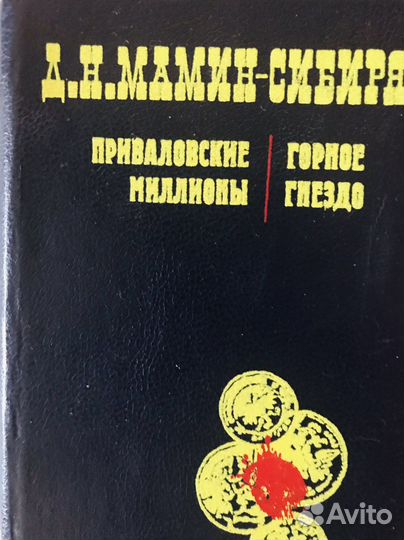 Д.Н.МАМИН-СИБИРЯ
ПРИВАЛОВСКИЕ
МИЛЛИОНЫ
ГОРНОЕ
ГНЕЗДО
Avito